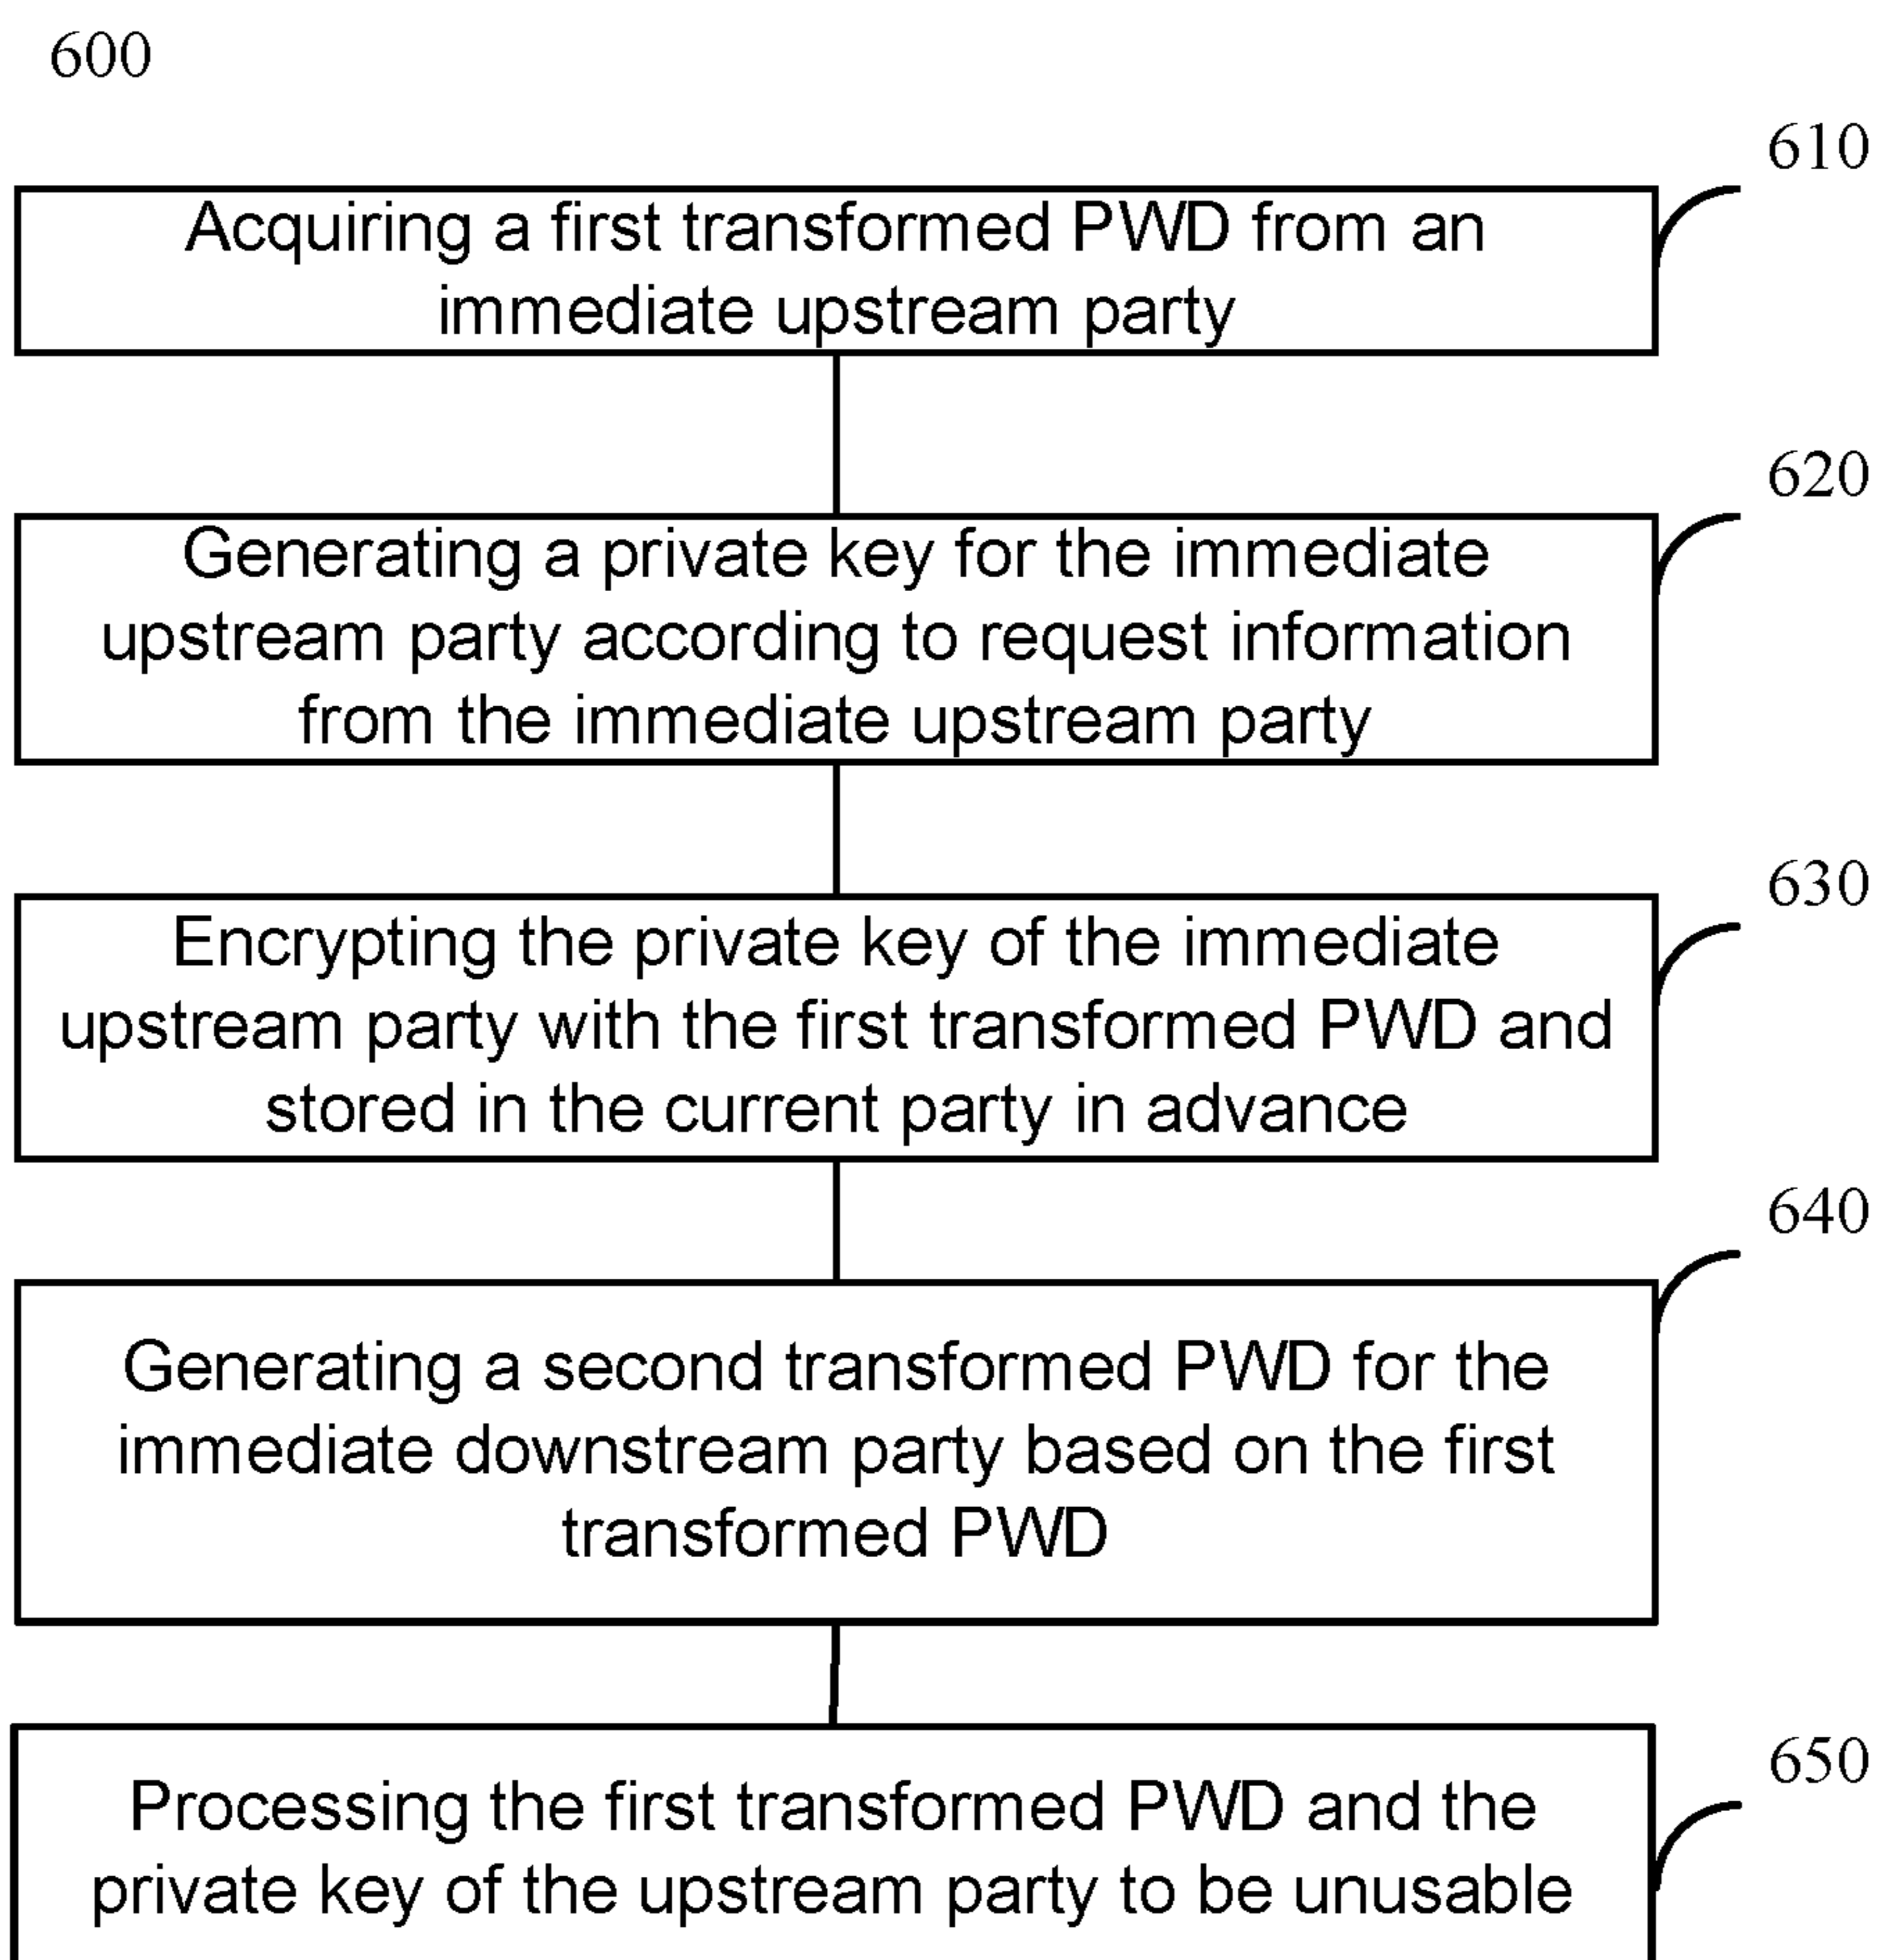 600
610
Acquiring a first transformed PWD from an
immediate upstream party
620
Generating a private key for the immediate
upstream party according to request information
from the immediate upstream party
630
Encrypting the private key of the immediate
upstream party with the first transformed PWD and
stored in the current party in advance
640
Generating a second transformed PWD for the
immediate downstream party based on the first
transformed PWD
650
Processing the first transformed PWD and the
private key of the upstream party to be unusable